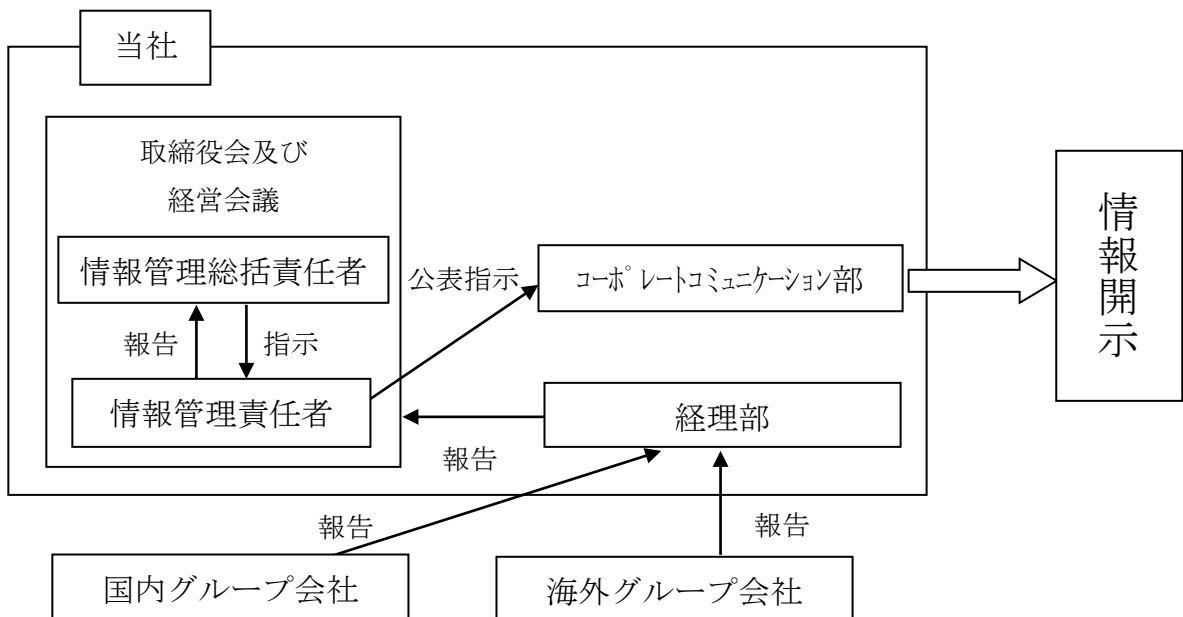 当社
取締役会及び
経営会議
情報管理総括責任者
報告
指示
情報管理責任者
公表指示
コーポレートコミュニケーション部
経理部
報告
情報開示
報告
報告
国内グループ会社
海外グループ会社